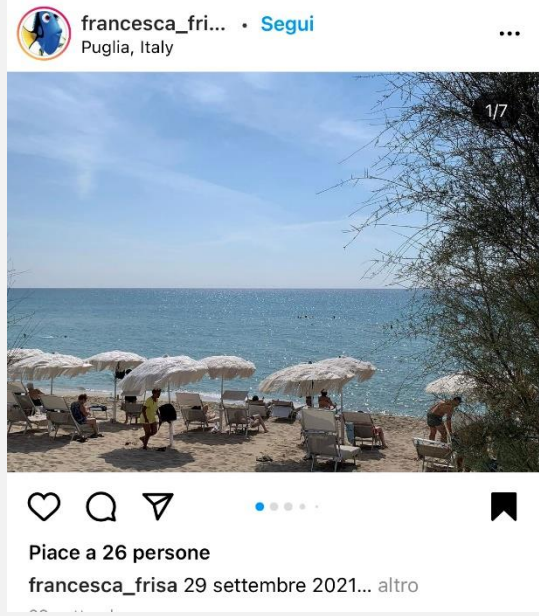 francesca_fri... • Segui
Puglia, Italy
1/7
Piace a 26 persone
francesca_frisa 29 settembre 2021... altro